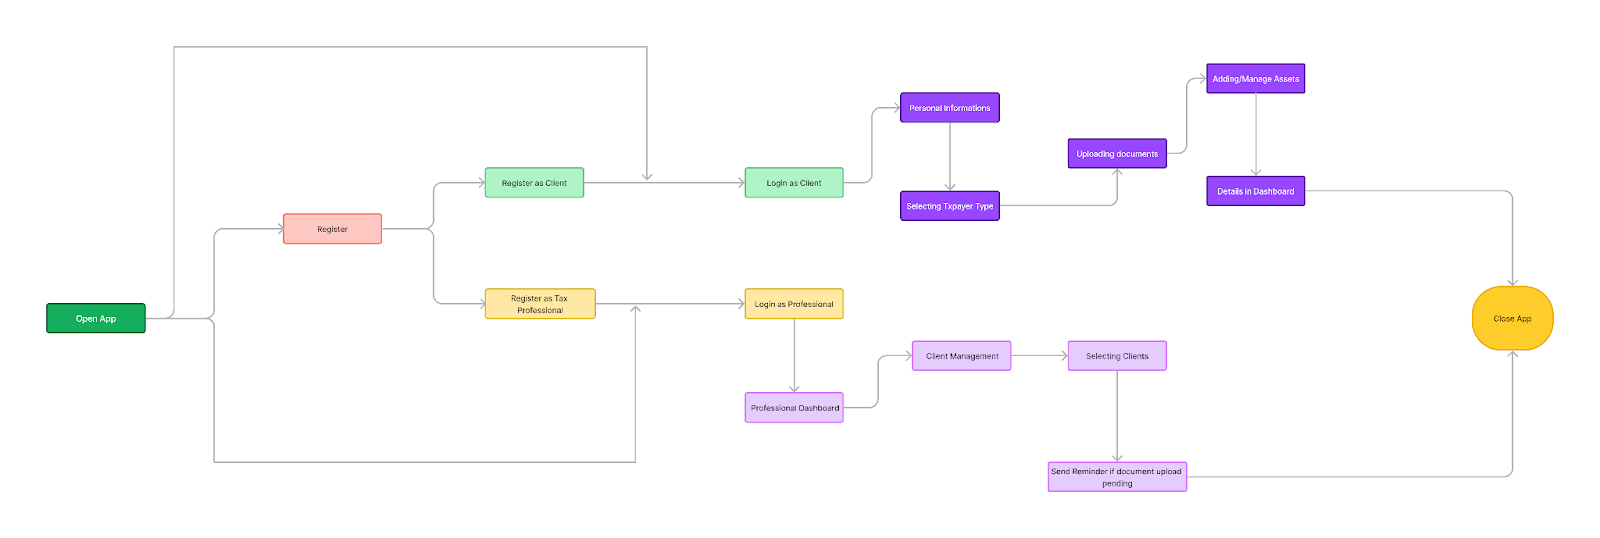 Open App
Register
Register as Client
Register as Tax
Professional
Login as Client
Login as Professional
Personal Informations
Selecting Txpayer Type
Uploading documents
Adding/Manage Assets
Details in Dashboard
Professional Dashboard
Client Management
Selecting Clients
Send Reminder if document upload
pending
Close App